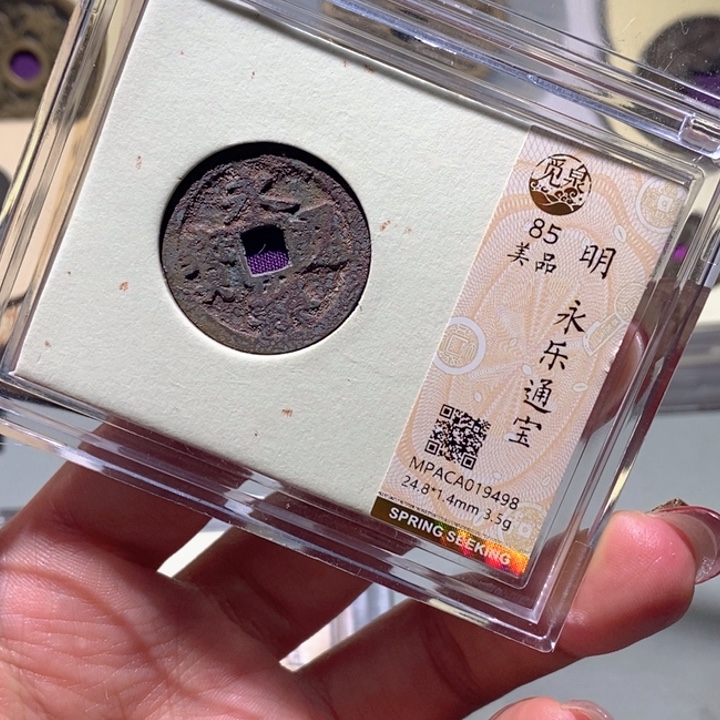 永
觅泉
85
美品
明
永乐通宝
MPACA019498
24.8*1.4mm 3.5g
SPRING SEEKING